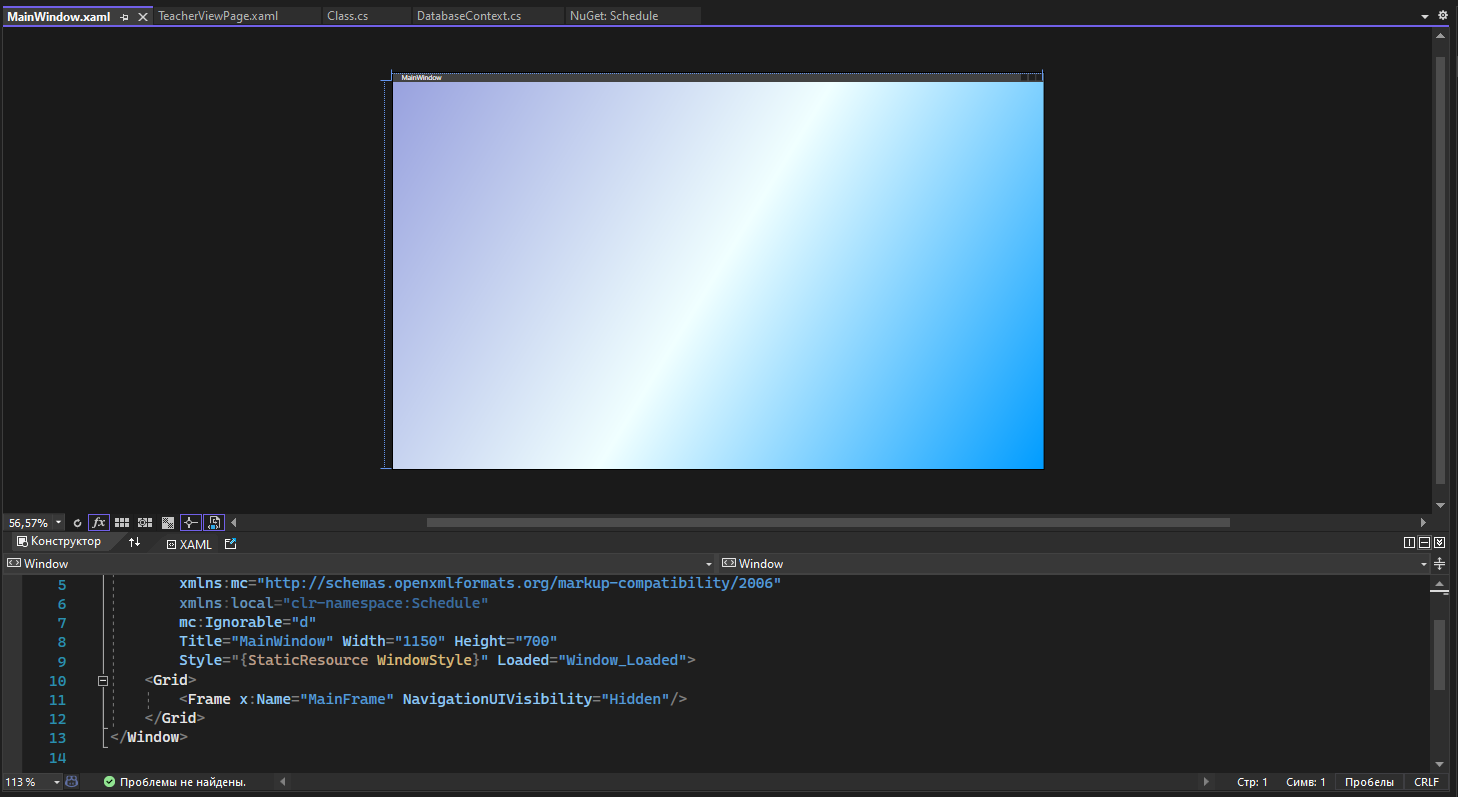 MainWindow.xaml TeacherViewPage.xaml Class.cs DatabaseContext.cs NuGet: Schedule
MainWindow
56,57% fx
Конструктор XAML
Window Window
5 xmlns:mc="http://schemas.openxmlformats.org/markup-compatibility/2006"
6 xmlns:local="clr-namespace:Schedule"
7 mc:Ignorable="d"
8 Title="MainWindow" Width="1150" Height="700"
9 Style="{StaticResource WindowStyle}" Loaded="Window_Loaded">
10 <Grid>
11 <Frame x:Name="MainFrame" NavigationUIVisibility="Hidden"/>
12 </Grid>
13 </Window>
14
113 % Проблемы не найдены. Стр: 1 Симв: 1 Пробелы CRLF